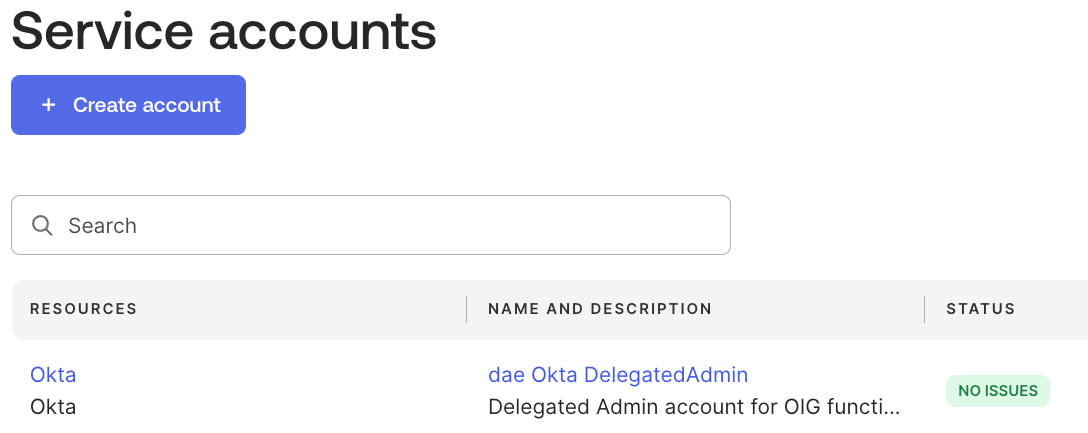 Service accounts
+ Create account
Search
RESOURCES NAME AND DESCRIPTION STATUS
Okta dae Okta DelegatedAdmin
Okta Delegated Admin account for OIG functi...
NO ISSUES